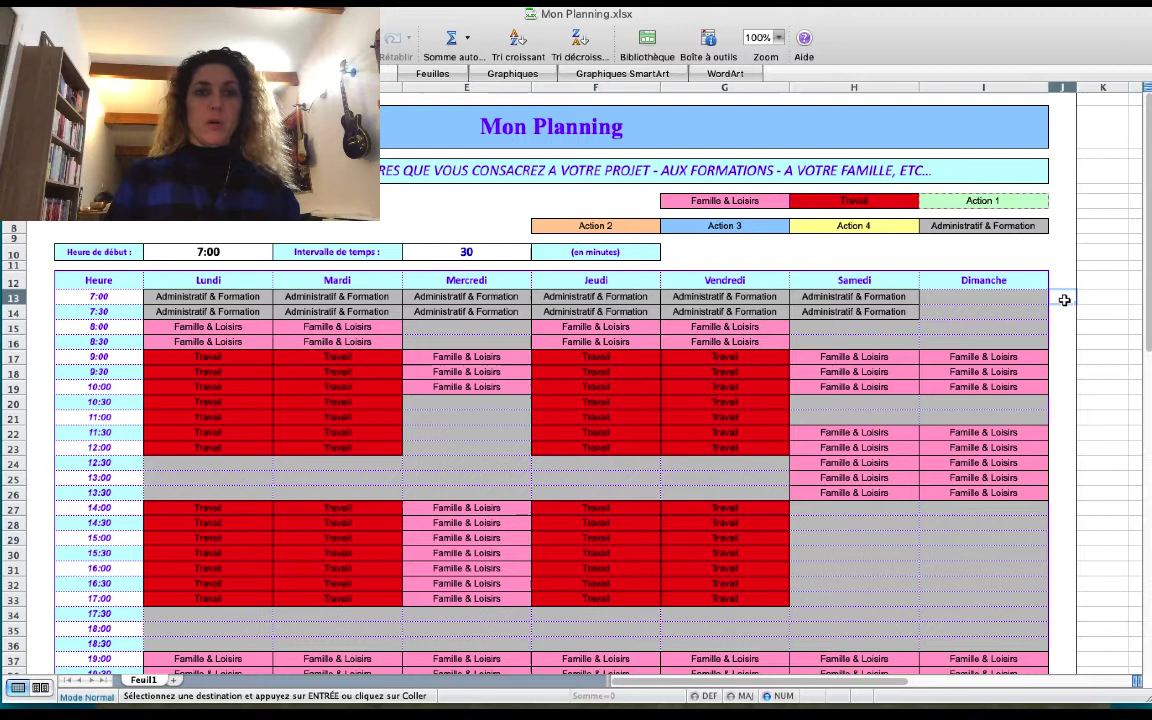 Mon Planning.xlsx
Rétablir Somme auto... Tri croissant Tri décroiss... Bibliothèque Boîte à outils 100% Zoom Aide
Feuilles Graphiques Graphiques SmartArt WordArt
E F G H I J K
Mon Planning
RES QUE VOUS CONSACREZ A VOTRE PROJET - AUX FORMATIONS - A VOTRE FAMILLE, ETC...
Famille & Loisirs Travail Action 1
8 Action 2 Action 3 Action 4 Administratif & Formation
9
10 Heure de début : 7:00 Intervalle de temps : 30 (en minutes)
11
12 Heure Lundi Mardi Mercredi Jeudi Vendredi Samedi Dimanche
13 7:00 Administratif & Formation Administratif & Formation Administratif & Formation Administratif & Formation Administratif & Formation Administratif & Formation
14 7:30 Administratif & Formation Administratif & Formation Administratif & Formation Administratif & Formation Administratif & Formation Administratif & Formation
15 8:00 Famille & Loisirs Famille & Loisirs Famille & Loisirs Famille & Loisirs
16 8:30 Famille & Loisirs Famille & Loisirs Famille & Loisirs Famille & Loisirs
17 9:00 Travail Travail Famille & Loisirs Travail Travail Famille & Loisirs Famille & Loisirs
18 9:30 Travail Travail Famille & Loisirs Travail Travail Famille & Loisirs Famille & Loisirs
19 10:00 Travail Travail Famille & Loisirs Travail Travail Famille & Loisirs Famille & Loisirs
20 10:30 Travail Travail Travail Travail
21 11:00 Travail Travail Travail Travail
22 11:30 Travail Travail Travail Travail Famille & Loisirs Famille & Loisirs
23 12:00 Travail Travail Travail Travail Famille & Loisirs Famille & Loisirs
24 12:30 Famille & Loisirs Famille & Loisirs
25 13:00 Famille & Loisirs Famille & Loisirs
26 13:30 Famille & Loisirs Famille & Loisirs
27 14:00 Travail Travail Famille & Loisirs Travail Travail
28 14:30 Travail Travail Famille & Loisirs Travail Travail
29 15:00 Travail Travail Famille & Loisirs Travail Travail
30 15:30 Travail Travail Famille & Loisirs Travail Travail
31 16:00 Travail Travail Famille & Loisirs Travail Travail
32 16:30 Travail Travail Famille & Loisirs Travail Travail
33 17:00 Travail Travail Famille & Loisirs Travail Travail
34 17:30
35 18:00
36 18:30
37 19:00 Famille & Loisirs Famille & Loisirs Famille & Loisirs Famille & Loisirs Famille & Loisirs Famille & Loisirs Famille & Loisirs
Feuil1
Mode Normal Sélectionnez une destination et appuyez sur ENTRÉE ou cliquez sur Coller Somme=0 DEF MAJ NUM